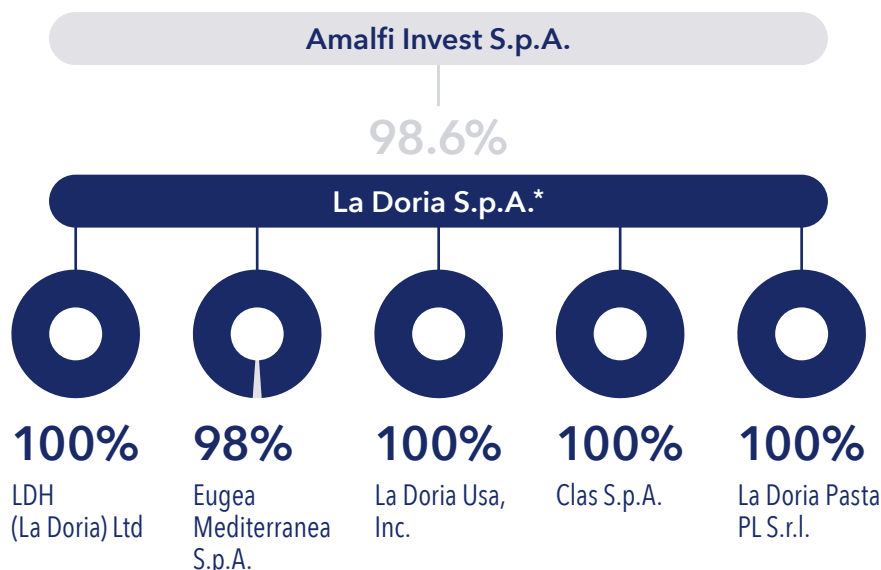 Amalfi Invest S.p.A.
98.6%
La Doria S.p.A.*
100%
LDH
(La Doria) Ltd
98%
Eugea
Mediterranea
S.p.A.
100%
La Doria Usa,
Inc.
100%
Clas S.p.A.
100%
La Doria Pasta
PL S.r.l.